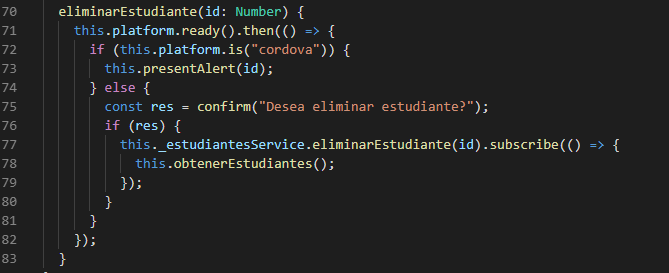 70 eliminarEstudiante(id: Number) {
71 this.platform.ready().then(() => {
72 if (this.platform.is("cordova")) {
73 this.presentAlert(id);
74 } else {
75 const res = confirm("Desea eliminar estudiante?");
76 if (res) {
77 this._estudiantesService.eliminarEstudiante(id).subscribe(() => {
78 this.obtenerEstudiantes();
79 });
80 }
81 }
82 });
83 }